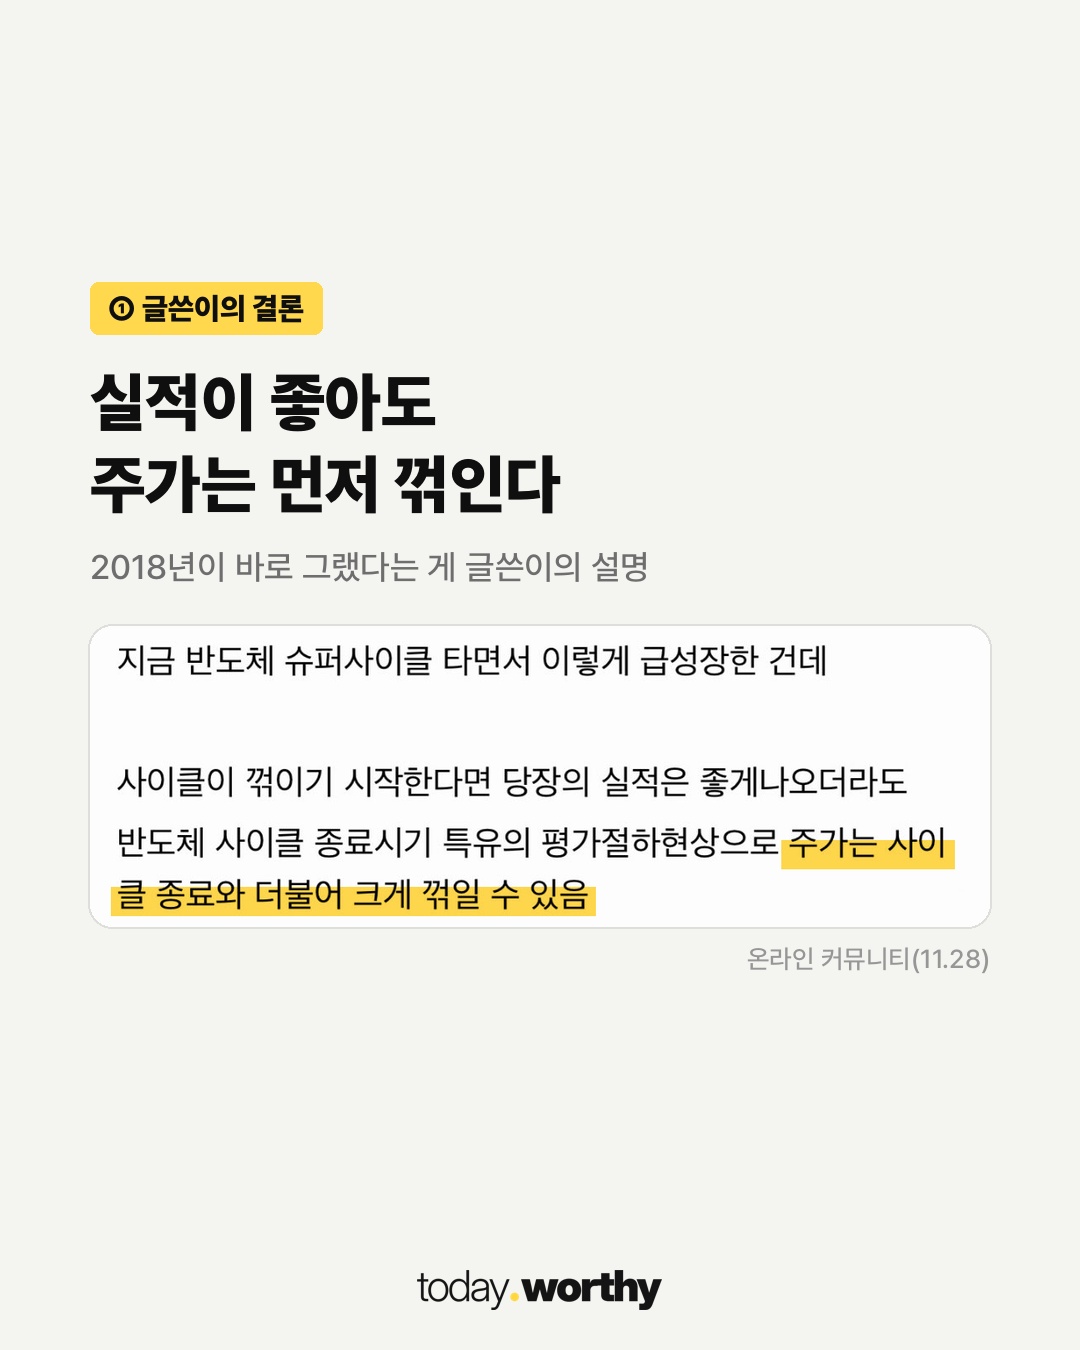 ① 글쓴이의 결론
실적이 좋아도
주가는 먼저 꺾인다
2018년이 바로 그랬다는 게 글쓴이의 설명
지금 반도체 슈퍼사이클 타면서 이렇게 급성장한 건데
사이클이 꺾이기 시작한다면 당장의 실적은 좋게나오더라도
반도체 사이클 종료시기 특유의 평가절하현상으로 주가는 사이
클 종료와 더불어 크게 꺾일 수 있음
온라인 커뮤니티(11.28)
today.worthy